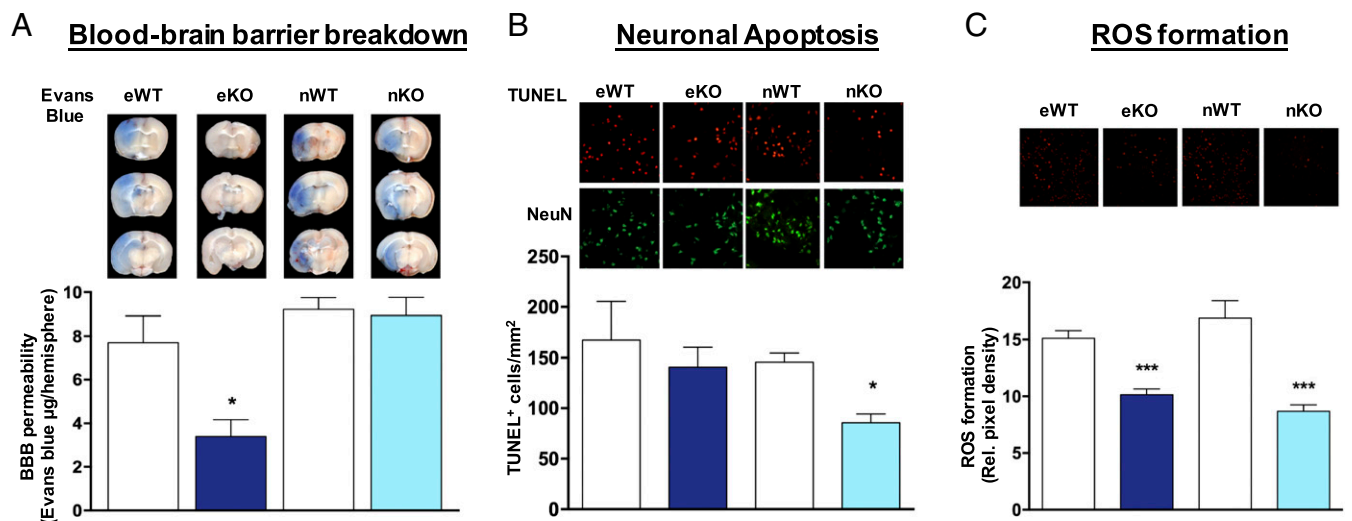 A
Blood-brain barrier breakdown
Evans
Blue
eWT
eKO
nWT
nKO
10
8
6
4
2
0
BBB permeability
(Evans blue µg/hemisphere)
*
B
Neuronal Apoptosis
TUNEL
eWT
eKO
nWT
nKO
NeuN
250
200
150
100
50
0
TUNEL⁺ cells/mm²
*
C
ROS formation
eWT
eKO
nWT
nKO
20
15
10
5
0
ROS formation
(Rel. pixel density)
***
***